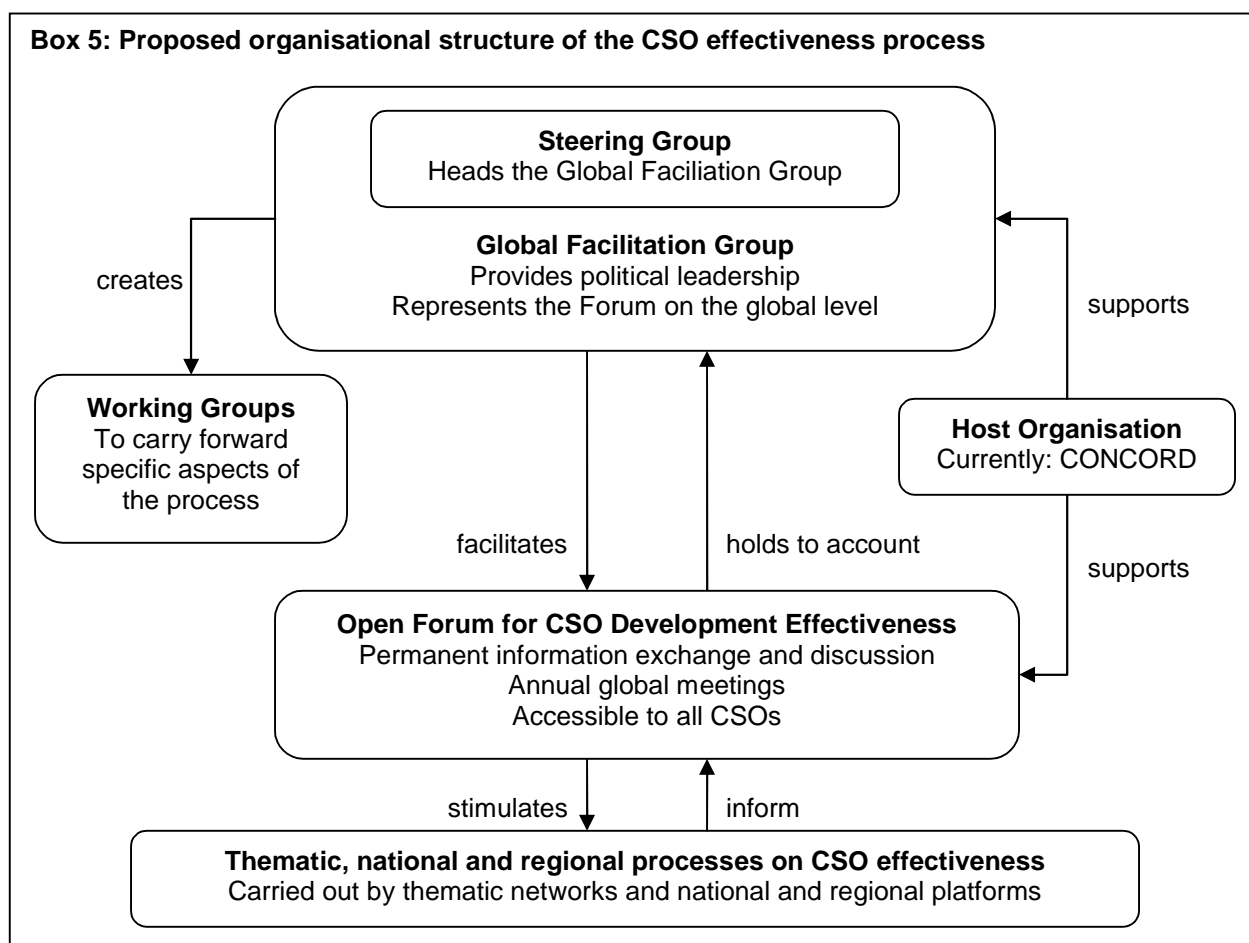 Box 5: Proposed organisational structure of the CSO effectiveness process
Steering Group
Heads the Global Faciliation Group
Global Facilitation Group
Provides political leadership
Represents the Forum on the global level
creates
supports
Working Groups
To carry forward
specific aspects of
the process
Host Organisation
Currently: CONCORD
facilitates
holds to account
supports
Open Forum for CSO Development Effectiveness
Permanent information exchange and discussion
Annual global meetings
Accessible to all CSOs
stimulates
inform
Thematic, national and regional processes on CSO effectiveness
Carried out by thematic networks and national and regional platforms